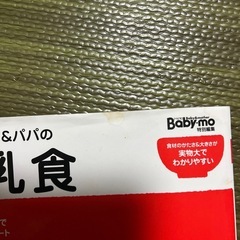 Baby-mo
特別編集
&パパの
食材のかたさ&大きさが
実物大で
わかりやすい
乳食
で
ート